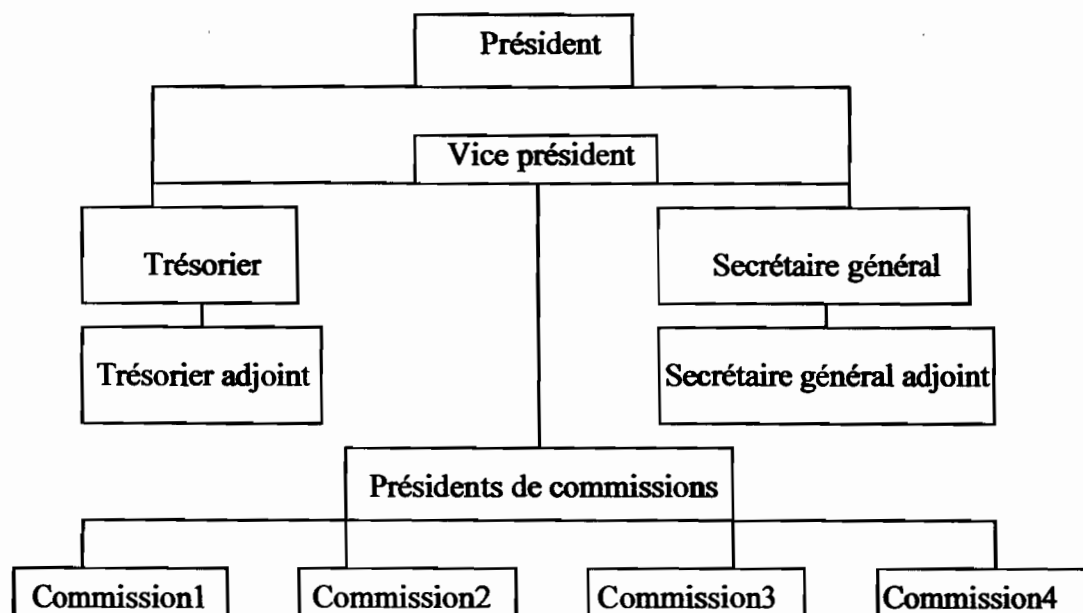 Président
Vice président
Trésorier
Secrétaire général
Trésorier adjoint
Secrétaire général adjoint
Présidents de commissions
Commission1
Commission2
Commission3
Commission4